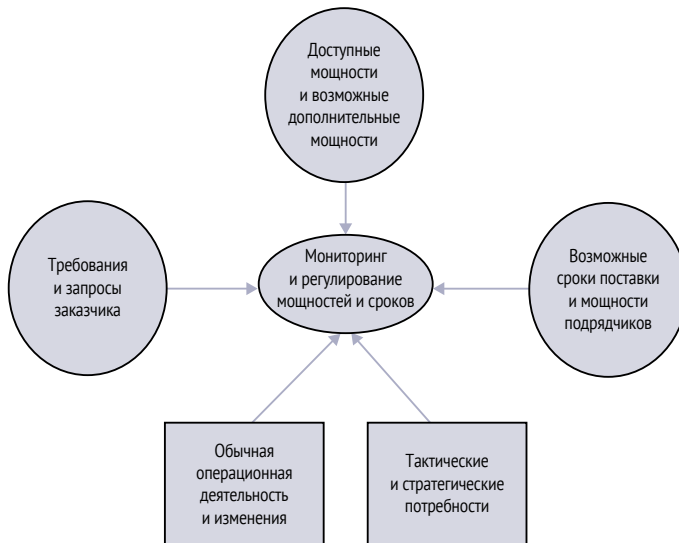 Доступные
мощности
и возможные
дополнительные
мощности
Требования
и запросы
заказчика
Мониторинг
и регулирование
мощностей и сроков
Возможные
сроки поставки
и мощности
подрядчиков
Обычная
операционная
деятельность
и изменения
Тактические
и стратегические
потребности